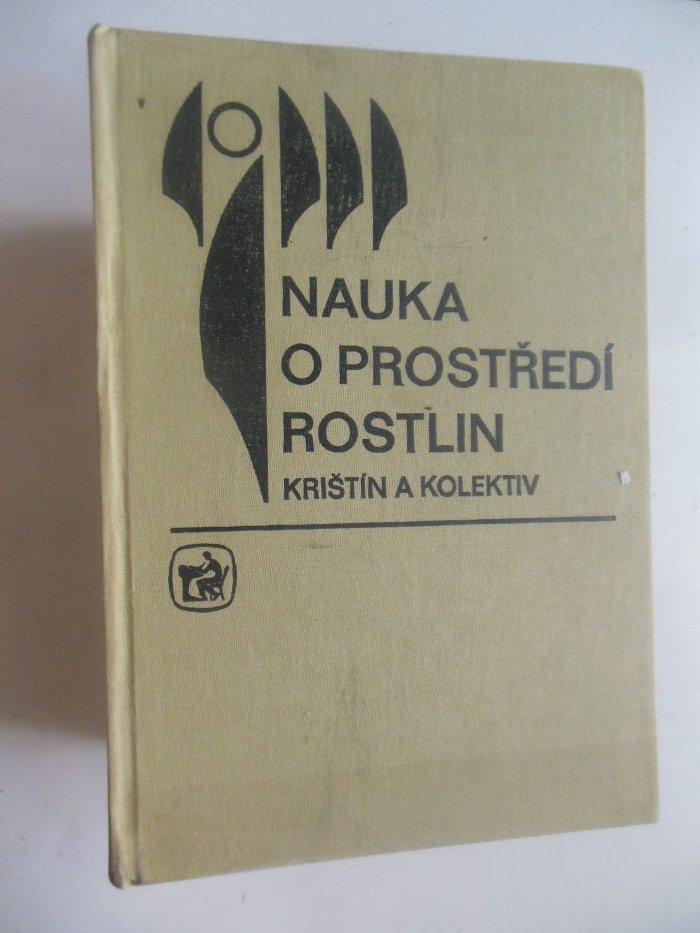 NAUKA
O PROSTŘEDÍ
ROSTLIN
KRIŠTÍN A KOLEKTIV